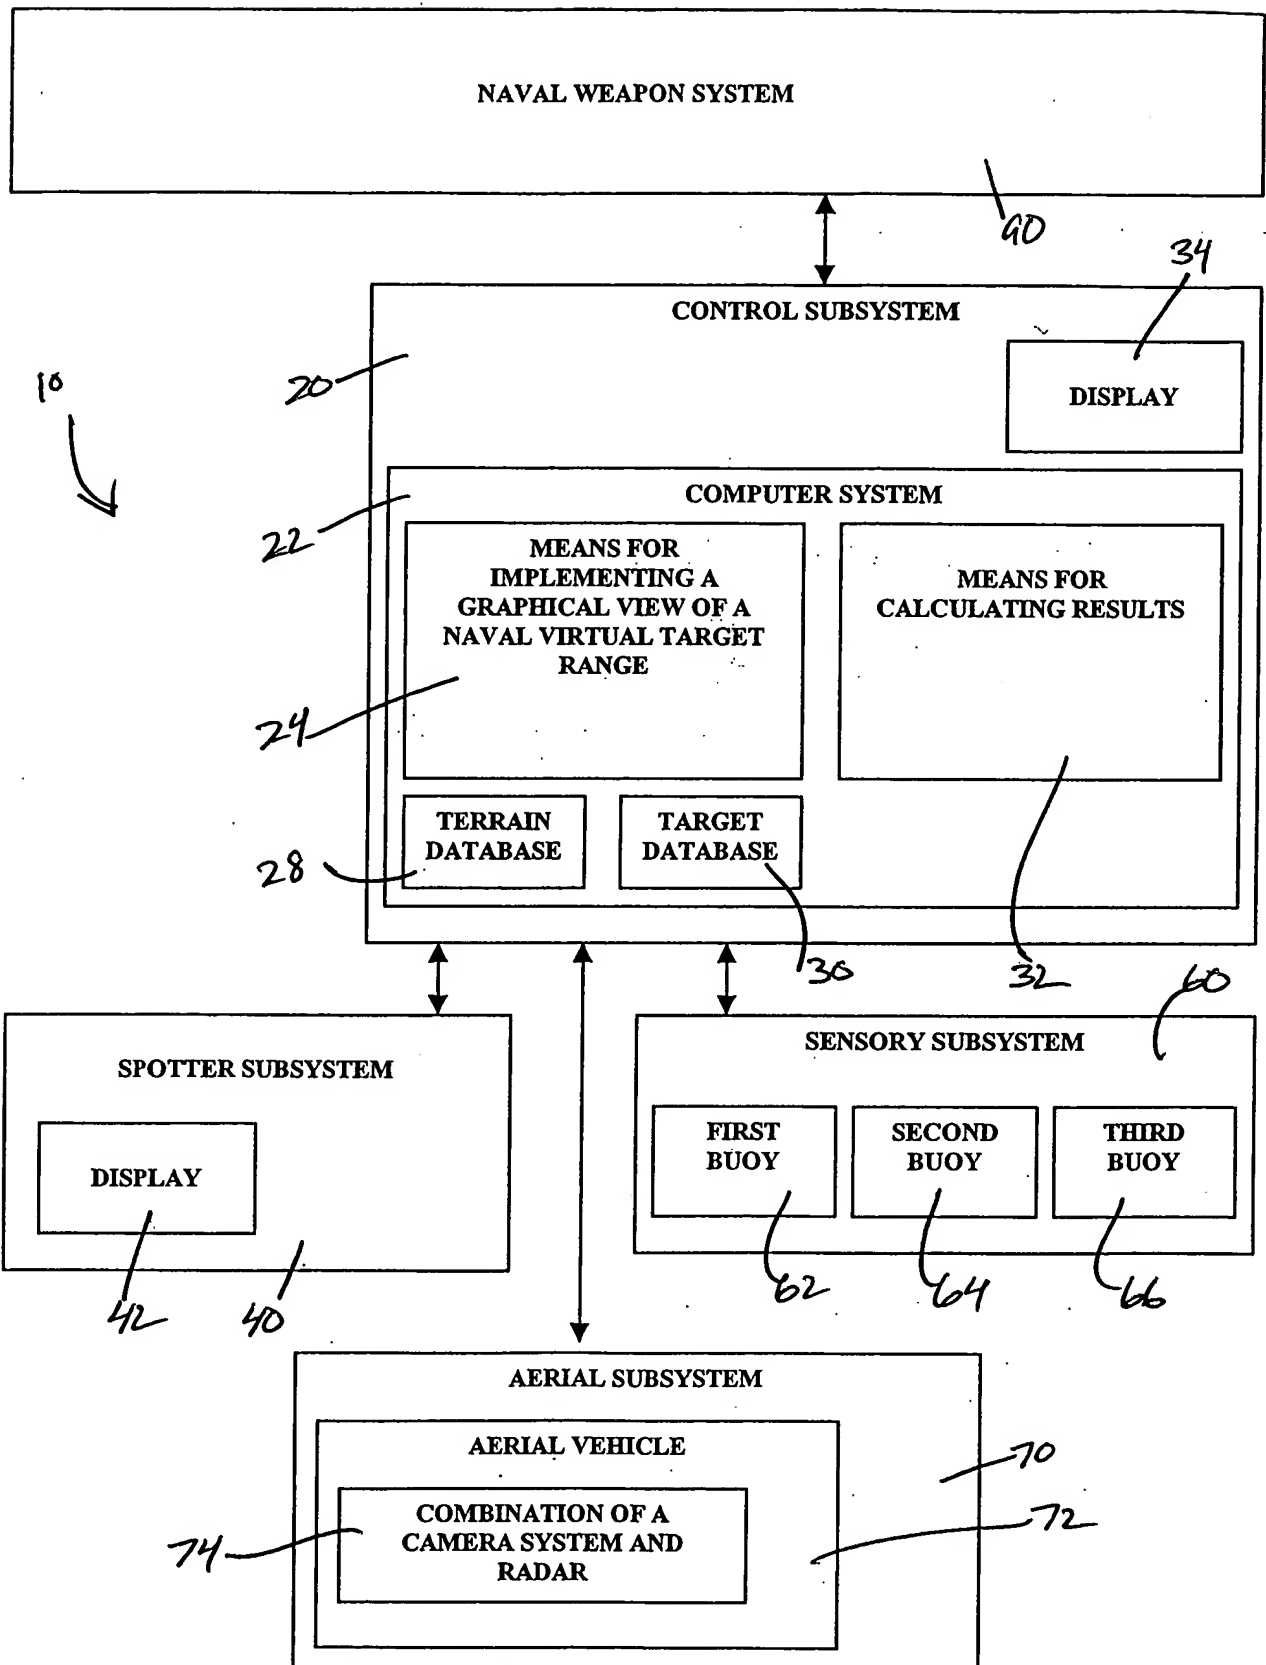 NAVAL WEAPON SYSTEM
90
34
CONTROL SUBSYSTEM
20
DISPLAY
10
COMPUTER SYSTEM
22
MEANS FOR
IMPLEMENTING A
GRAPHICAL VIEW OF A
NAVAL VIRTUAL TARGET
RANGE
MEANS FOR
CALCULATING RESULTS
24
TERRAIN
DATABASE
TARGET
DATABASE
28
30
32
60
SPOTTER SUBSYSTEM
SENSORY SUBSYSTEM
DISPLAY
FIRST
BUOY
SECOND
BUOY
THIRD
BUOY
42
40
62
64
66
AERIAL SUBSYSTEM
AERIAL VEHICLE
70
COMBINATION OF A
CAMERA SYSTEM AND
RADAR
72
74